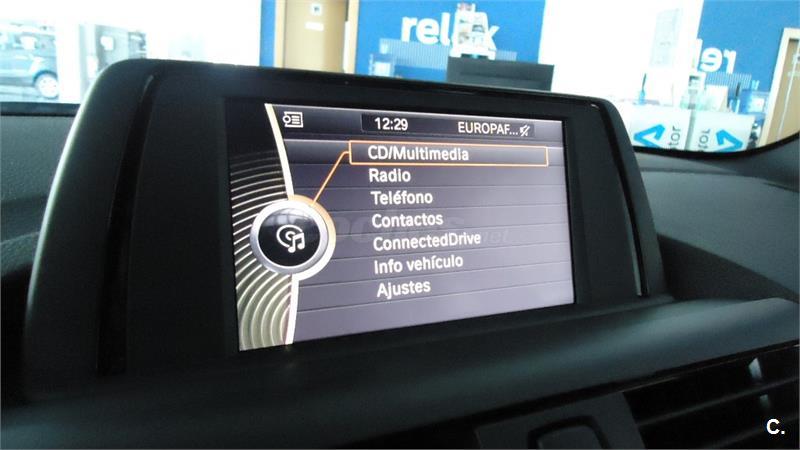 relax
12:29 EUROPAF...
CD/Multimedia
Radio
Teléfono
Contactos
ConnectedDrive
Info vehículo
Ajustes
C.